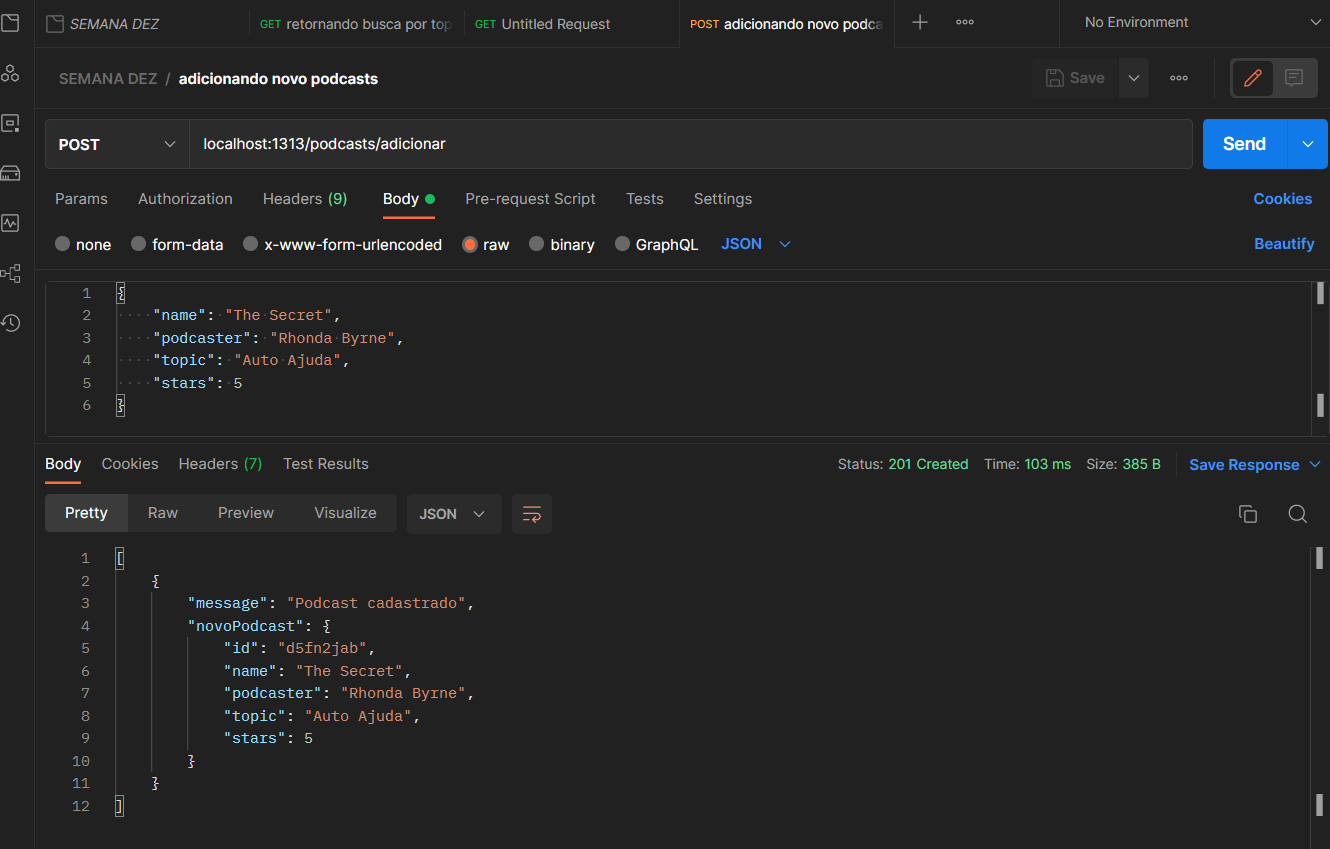 SEMANA DEZ GET retornando busca por top GET Untitled Request POST adicionando novo podca No Environment
SEMANA DEZ / adicionando novo podcasts Save
POST localhost:1313/podcasts/adicionar Send
Params Authorization Headers (9) Body Pre-request Script Tests Settings Cookies
none form-data x-www-form-urlencoded raw binary GraphQL JSON Beautify
1 {
2 "name": "The Secret",
3 "podcaster": "Rhonda Byrne",
4 "topic": "Auto Ajuda",
5 "stars": 5
6 }
Body Cookies Headers (7) Test Results Status: 201 Created Time: 103 ms Size: 385 B Save Response
Pretty Raw Preview Visualize JSON
1 [
2 {
3 "message": "Podcast cadastrado",
4 "novoPodcast": {
5 "id": "d5fn2jab",
6 "name": "The Secret",
7 "podcaster": "Rhonda Byrne",
8 "topic": "Auto Ajuda",
9 "stars": 5
10 }
11 }
12 ]